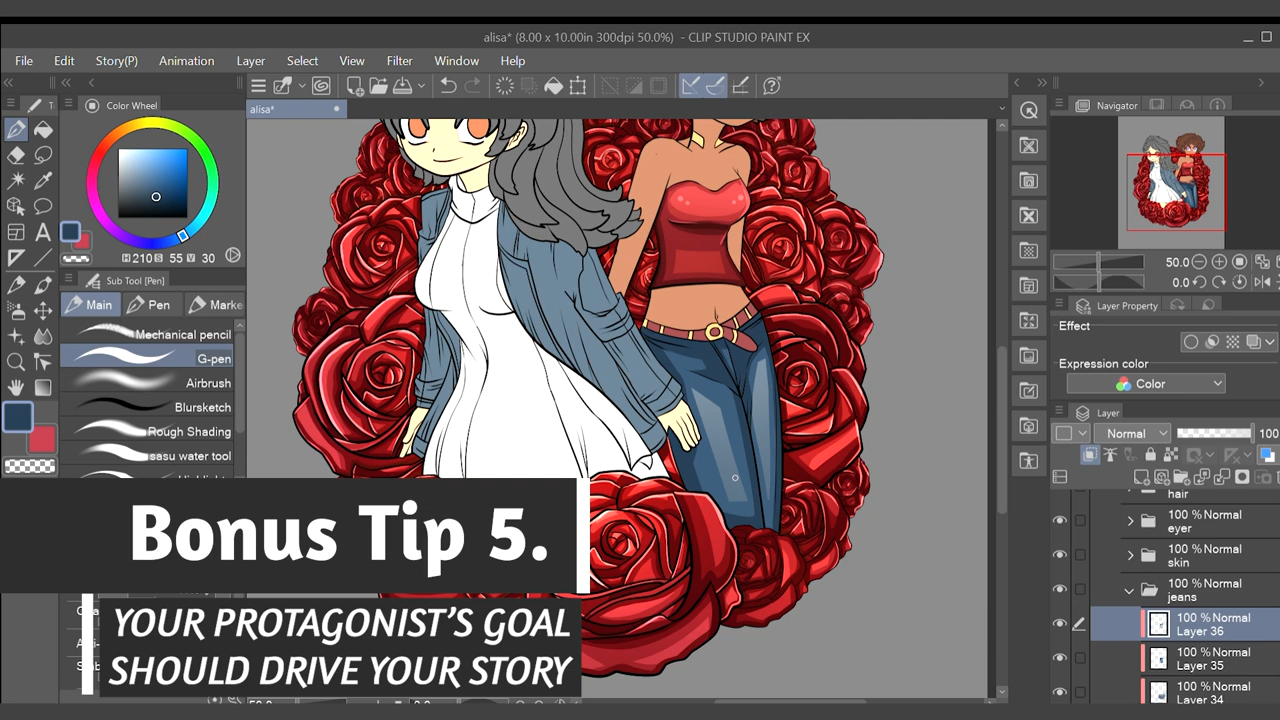 alisa* (8.00 x 10.00in 300dpi 50.0%) - CLIP STUDIO PAINT EX
File Edit Story(P) Animation Layer Select View Filter Window Help
Color Wheel
alisa*
Navigator
H 210 S 55 V 30
50.0
0.0
Sub Tool [Pen]
Main Pen Marke
Mechanical pencil
G-pen
Airbrush
Blursketch
Rough Shading
sasu water tool
Layer Property
Effect
Expression color
Color
Layer
Normal 100
hair
100 % Normal
eyer
100 % Normal
skin
100 % Normal
jeans
100 % Normal
Layer 36
100 % Normal
Layer 35
100 % Normal
Layer 34
Bonus Tip 5.
YOUR PROTAGONIST'S GOAL
SHOULD DRIVE YOUR STORY